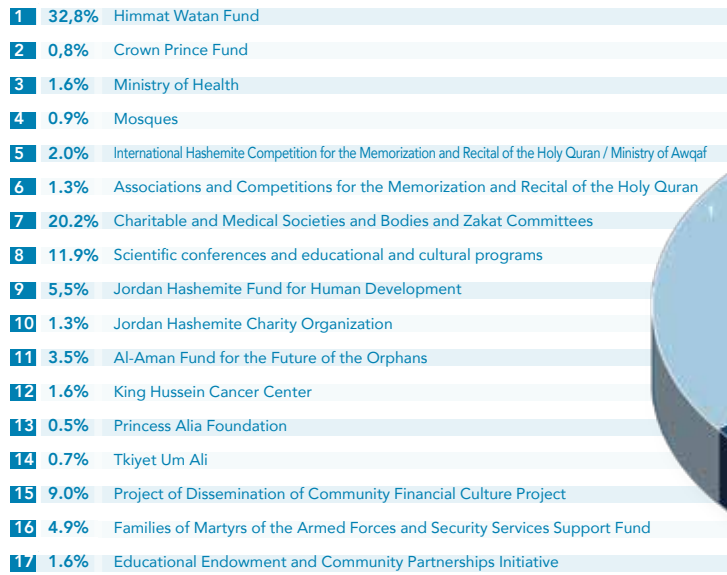 1 32,8% Himmat Watan Fund
2 0,8% Crown Prince Fund
3 1.6% Ministry of Health
4 0.9% Mosques
5 2.0% International Hashemite Competition for the Memorization and Recital of the Holy Quran / Ministry of Awqaf
6 1.3% Associations and Competitions for the Memorization and Recital of the Holy Quran
7 20.2% Charitable and Medical Societies and Bodies and Zakat Committees
8 11.9% Scientific conferences and educational and cultural programs
9 5,5% Jordan Hashemite Fund for Human Development
10 1.3% Jordan Hashemite Charity Organization
11 3.5% Al-Aman Fund for the Future of the Orphans
12 1.6% King Hussein Cancer Center
13 0.5% Princess Alia Foundation
14 0.7% Tkiyet Um Ali
15 9.0% Project of Dissemination of Community Financial Culture Project
16 4.9% Families of Martyrs of the Armed Forces and Security Services Support Fund
17 1.6% Educational Endowment and Community Partnerships Initiative